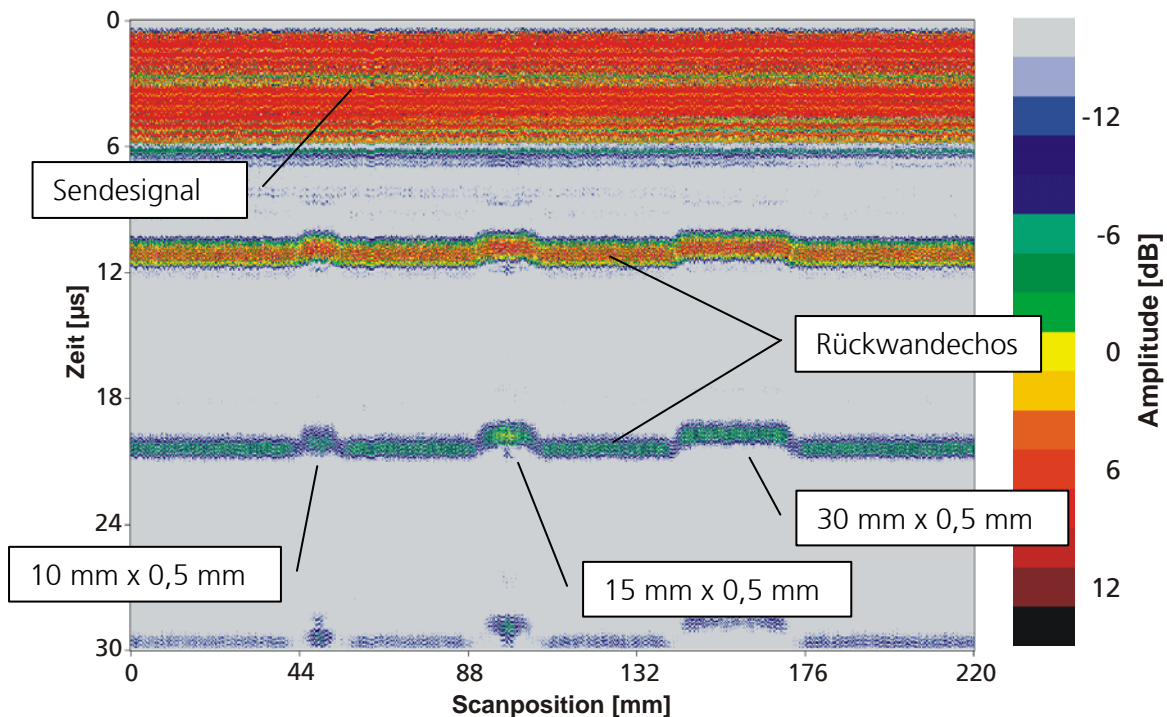 0
6
12
18
24
30
Zeit [µs]
Sendesignal
Rückwandechos
10 mm x 0,5 mm
15 mm x 0,5 mm
30 mm x 0,5 mm
0
44
88
132
176
220
Scanposition [mm]
-12
-6
0
6
12
Amplitude [dB]